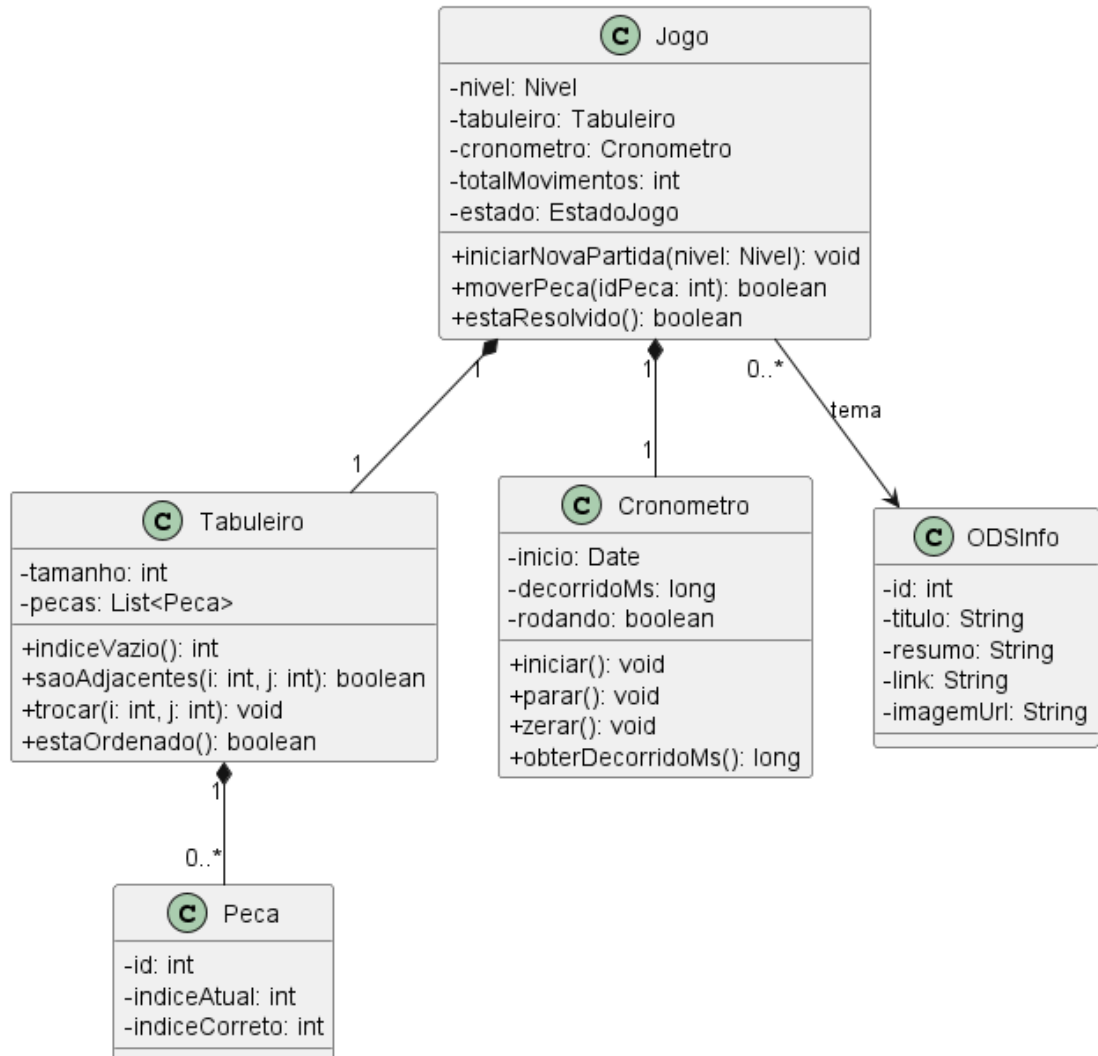 C Jogo
-nivel: Nivel
-tabuleiro: Tabuleiro
-cronometro: Cronometro
-totalMovimentos: int
-estado: EstadoJogo
+iniciarNovaPartida(nivel: Nivel): void
+moverPeca(idPeca: int): boolean
+estaResolvido(): boolean
1
1
0..*
tema
1
1
C Tabuleiro
-tamanho: int
-pecas: List<Peca>
+indiceVazio(): int
+saoAdjacentes(i: int, j: int): boolean
+trocar(i: int, j: int): void
+estaOrdenado(): boolean
C Cronometro
-inicio: Date
-decorridoMs: long
-rodando: boolean
+iniciar(): void
+parar(): void
+zerar(): void
+obterDecorridoMs(): long
C ODSInfo
-id: int
-titulo: String
-resumo: String
-link: String
-imagemUrl: String
1
0..*
C Peca
-id: int
-indiceAtual: int
-indiceCorreto: int